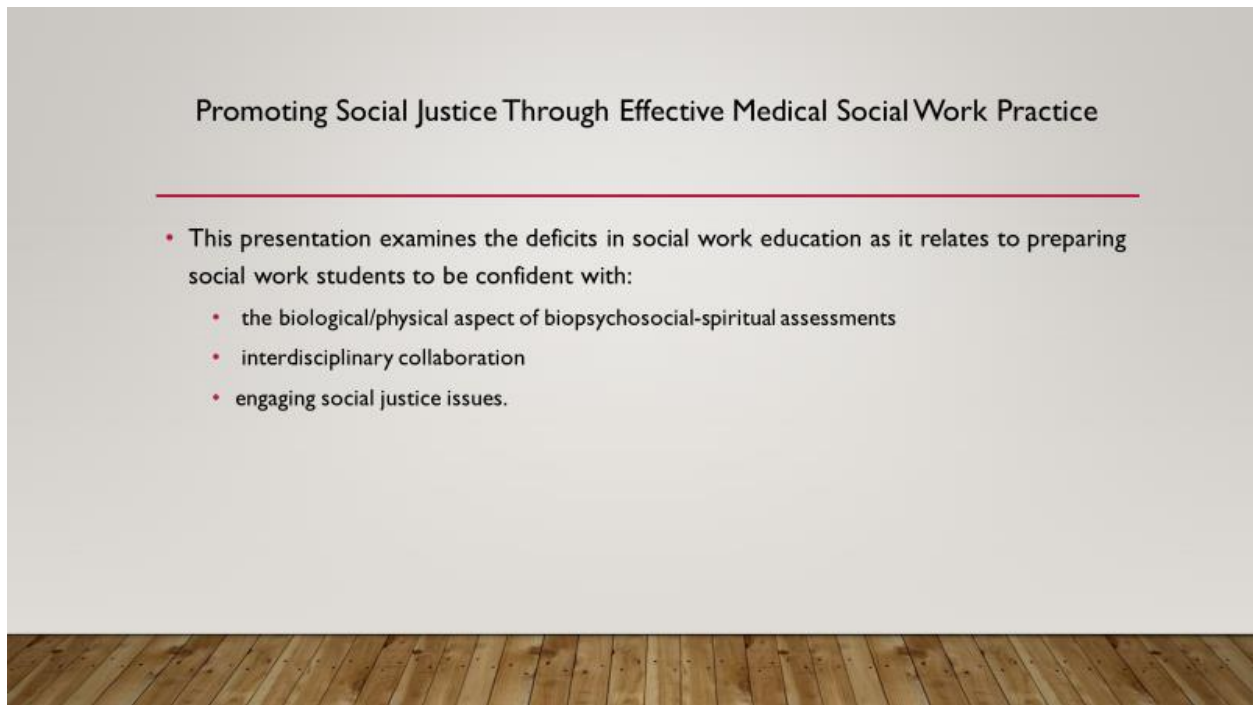 Promoting Social Justice Through Effective Medical Social Work Practice
• This presentation examines the deficits in social work education as it relates to preparing
social work students to be confident with:
• the biological/physical aspect of biopsychosocial-spiritual assessments
• interdisciplinary collaboration
• engaging social justice issues.